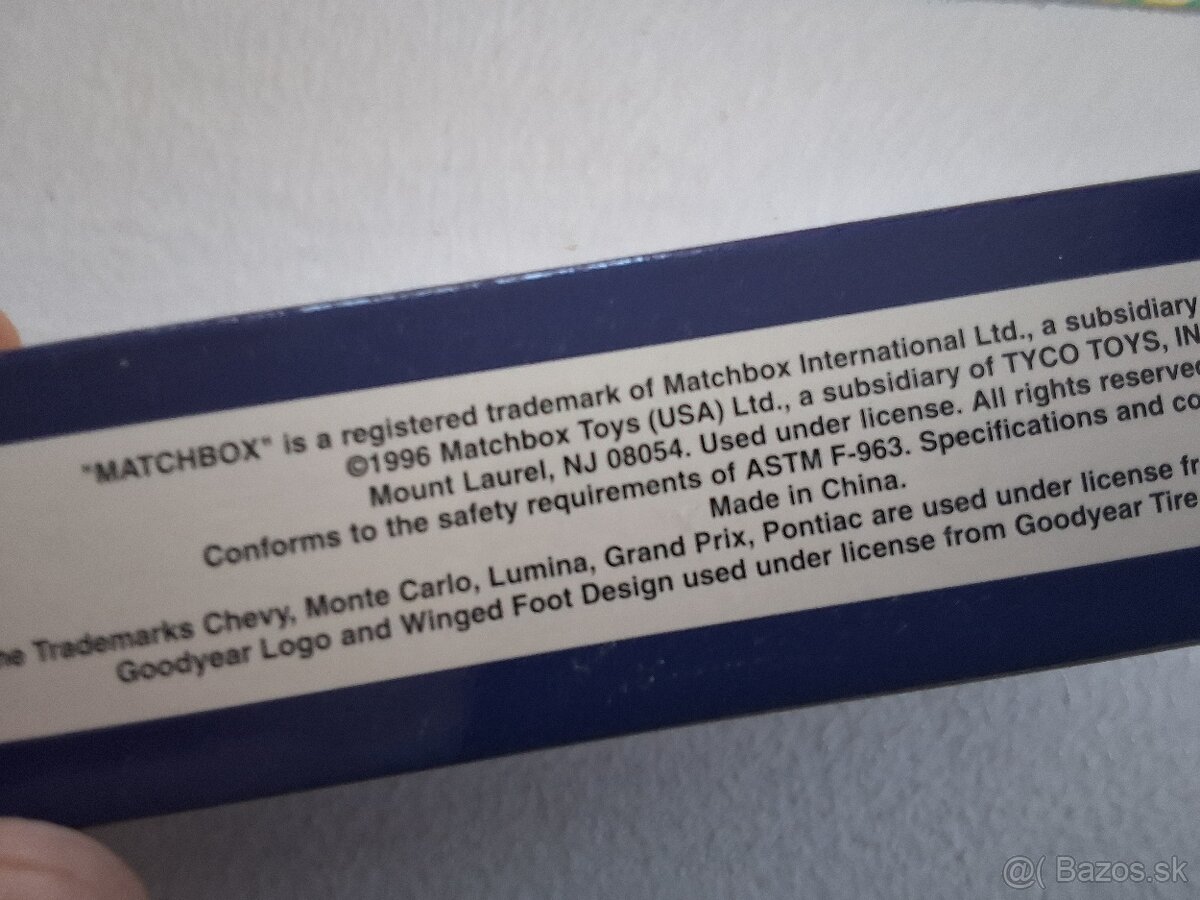 "MATCHBOX" is a registered trademark of Matchbox International Ltd., a subsidiary
©1996 Matchbox Toys (USA) Ltd., a subsidiary of TYCO TOYS, IN
Mount Laurel, NJ 08054. Used under license. All rights reserved
Conforms to the safety requirements of ASTM F-963. Specifications and co
Made in China.
he Trademarks Chevy, Monte Carlo, Lumina, Grand Prix, Pontiac are used under license fr
Goodyear Logo and Winged Foot Design used under license from Goodyear Tire
@( Bazos.sk